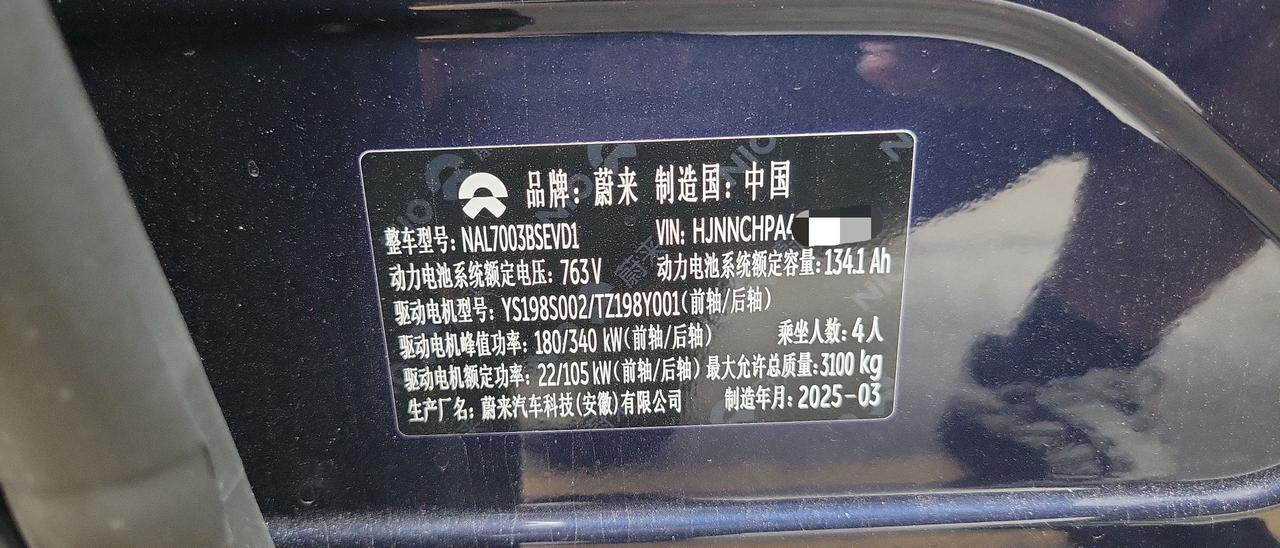 品牌: 蔚来 制造国: 中国
整车型号: NAL7003BSEVD1 VIN: HJNNCHPA4
动力电池系统额定电压: 763V 动力电池系统额定容量: 134.1 Ah
驱动电机型号: YS198S002/TZ198Y001(前轴/后轴)
驱动电机峰值功率: 180/340 kW(前轴/后轴) 乘坐人数: 4人
驱动电机额定功率: 22/105 kW(前轴/后轴) 最大允许总质量: 3100 kg
生产厂名: 蔚来汽车科技(安徽)有限公司 制造年月: 2025-03